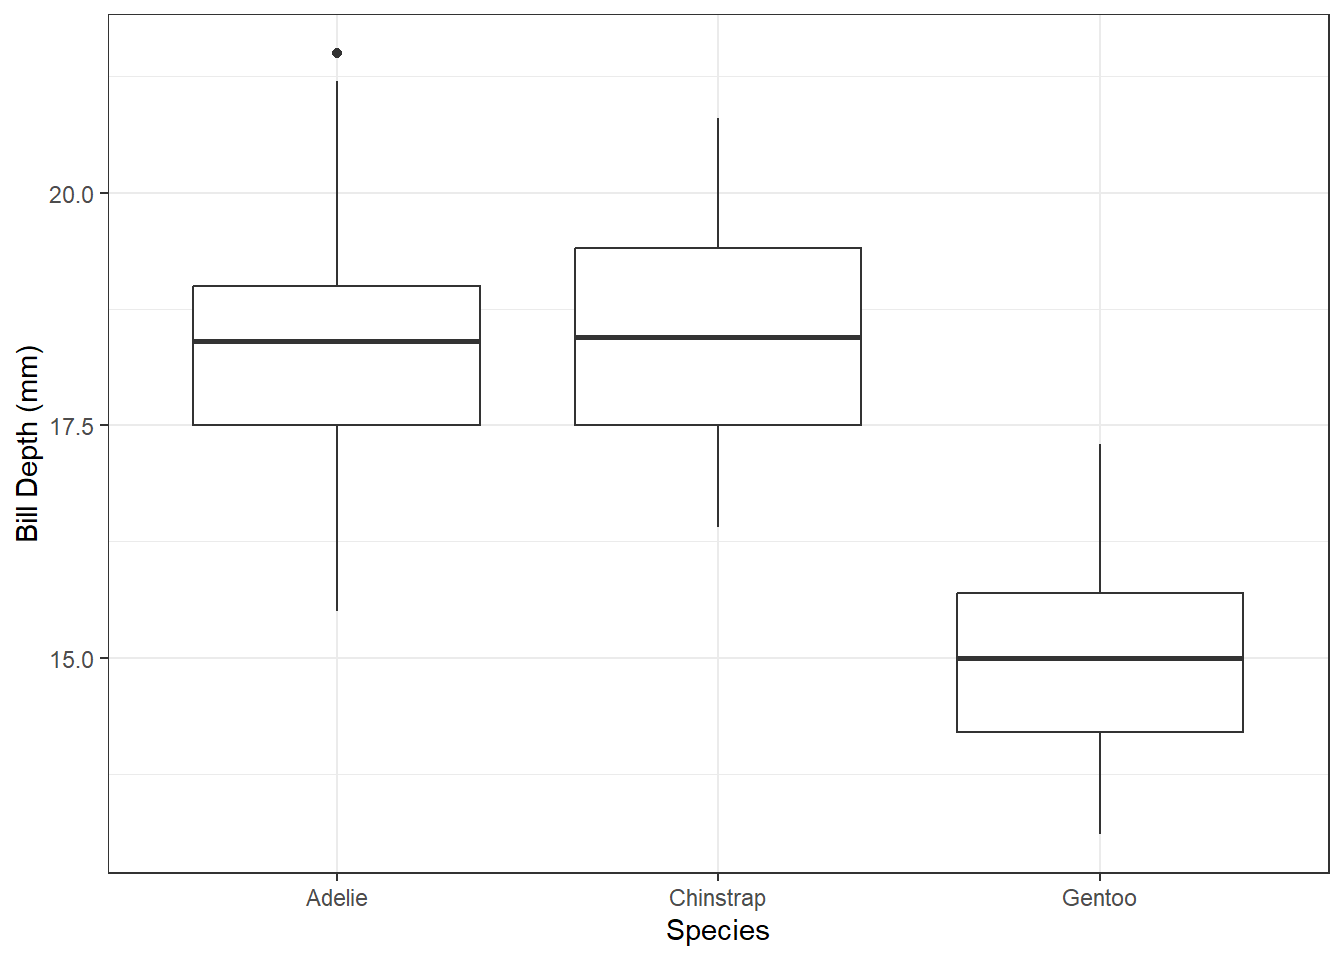 Bill Depth (mm)
20.0
17.5
15.0
Adelie
Chinstrap
Gentoo
Species